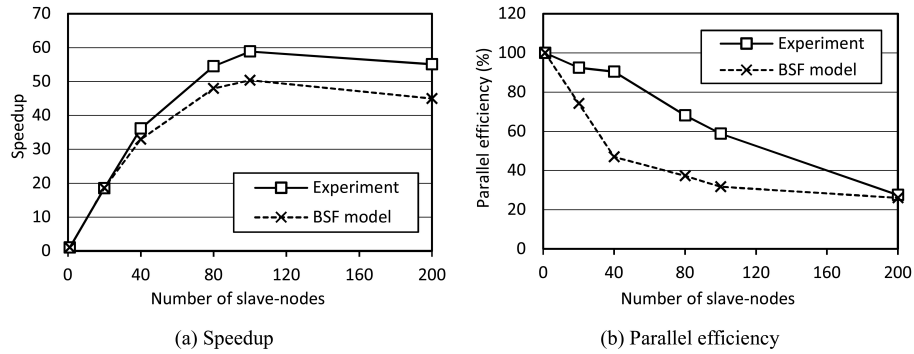 70
60
50
40
30
20
10
0
Speedup
Experiment
BSF model
0 40 80 120 160 200
Number of slave-nodes
(a) Speedup
120
100
80
60
40
20
0
Parallel efficiency (%)
Experiment
BSF model
0 40 80 120 160 200
Number of slave-nodes
(b) Parallel efficiency